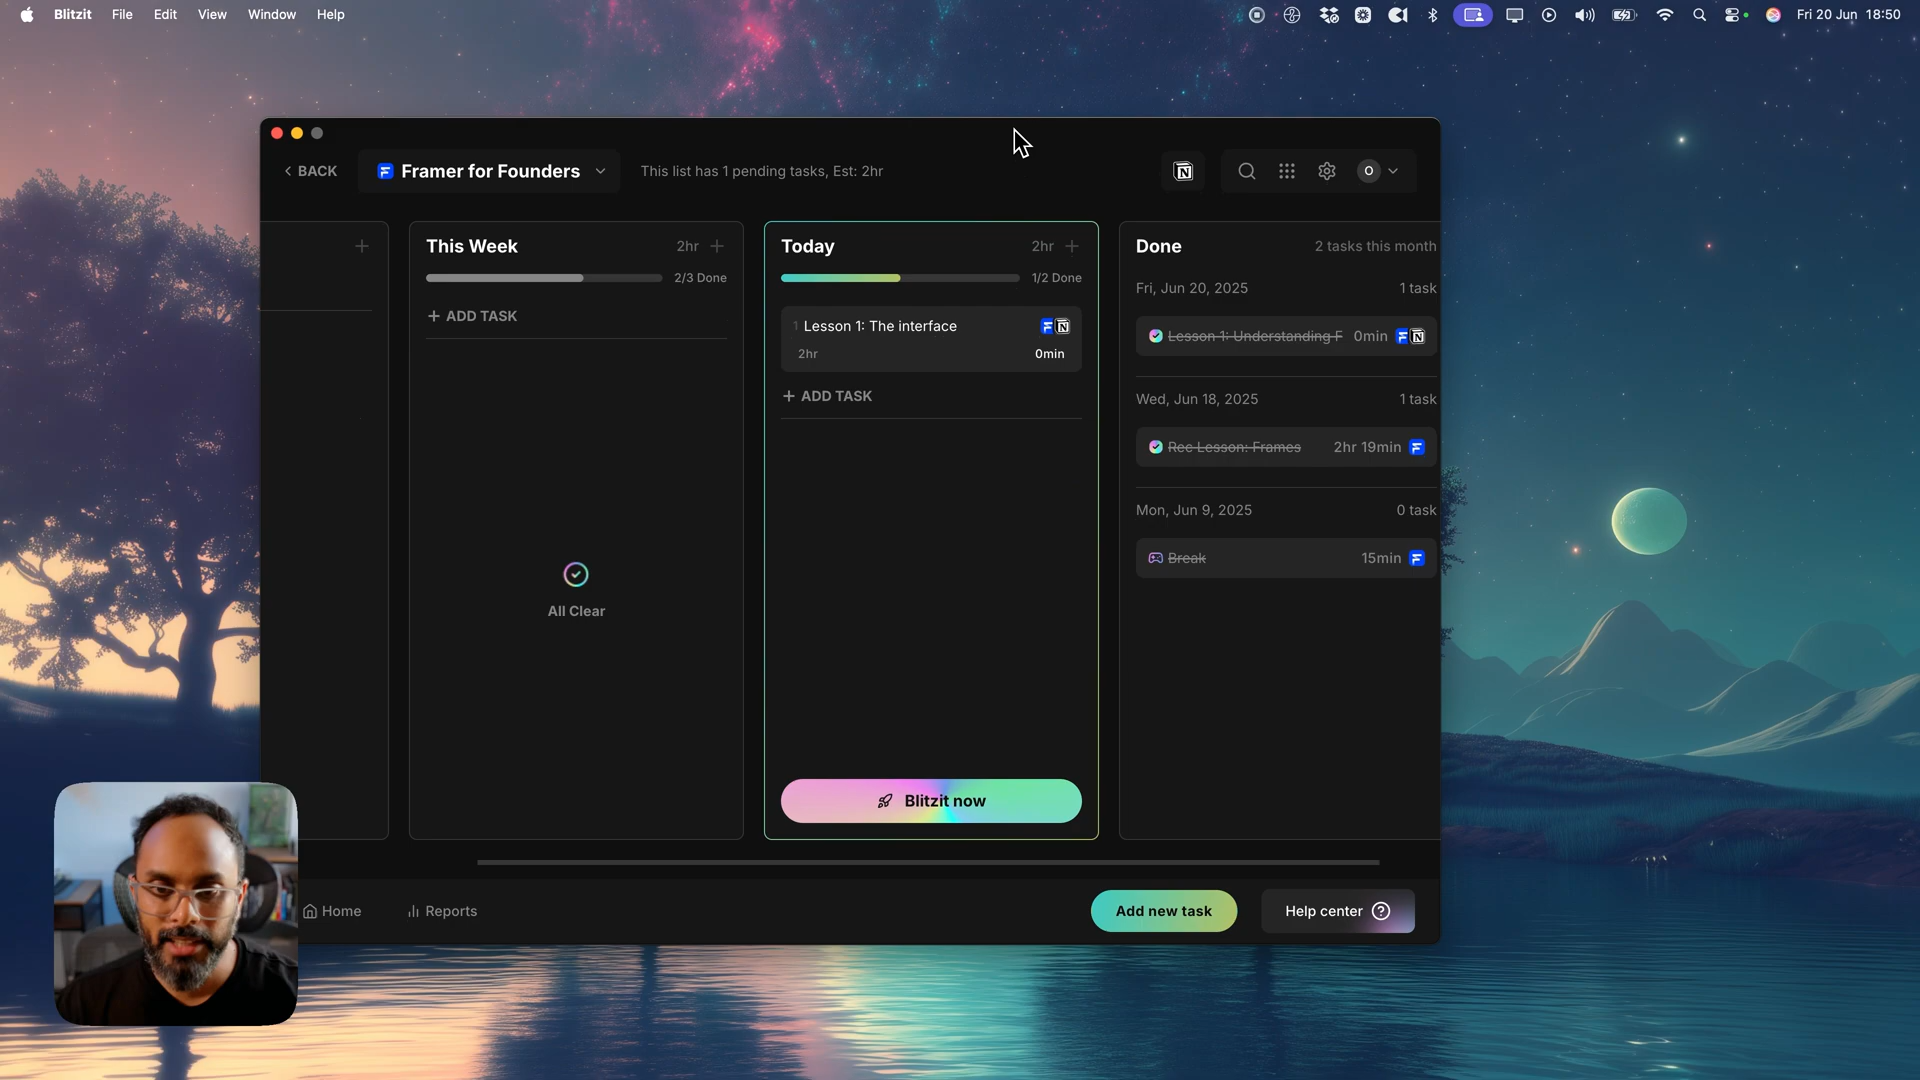 Blitzit File Edit View Window Help
Fri 20 Jun 18:50
BACK
Framer for Founders
This list has 1 pending tasks, Est: 2hr
O
This Week 2hr
2/3 Done
ADD TASK
All Clear
Today 2hr
1/2 Done
1 Lesson 1: The interface
2hr 0min
ADD TASK
Blitzit now
Done 2 tasks this month
Fri, Jun 20, 2025 1 task
Lesson 1: Understanding F 0min
Wed, Jun 18, 2025 1 task
Rec Lesson: Frames 2hr 19min
Mon, Jun 9, 2025 0 task
Break 15min
Home
Reports
Add new task
Help center